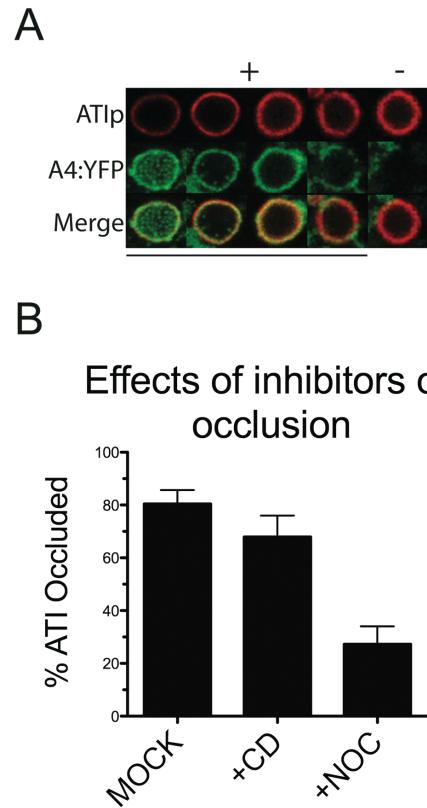 A
+ -
ATIp
A4:YFP
Merge
B
Effects of inhibitors
occlusion
% ATI Occluded
100
80
60
40
20
0
MOCK
+CD
+NOC